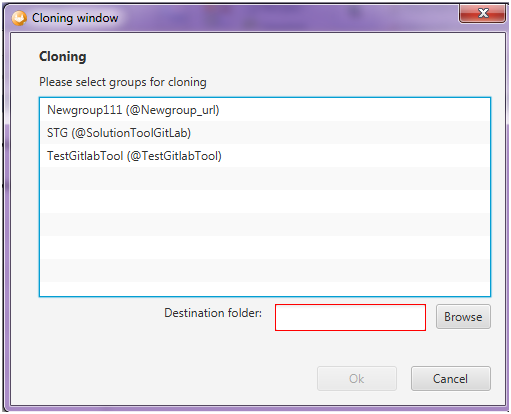 Cloning window
Cloning
Please select groups for cloning
Newgroup111 (@Newgroup_url)
STG (@SolutionToolGitLab)
TestGitlabTool (@TestGitlabTool)
Destination folder:
Browse
Ok
Cancel